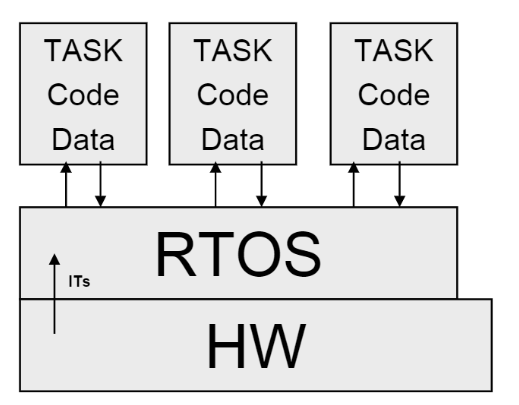 TASK
Code
Data
TASK
Code
Data
TASK
Code
Data
RTOS
ITs
HW